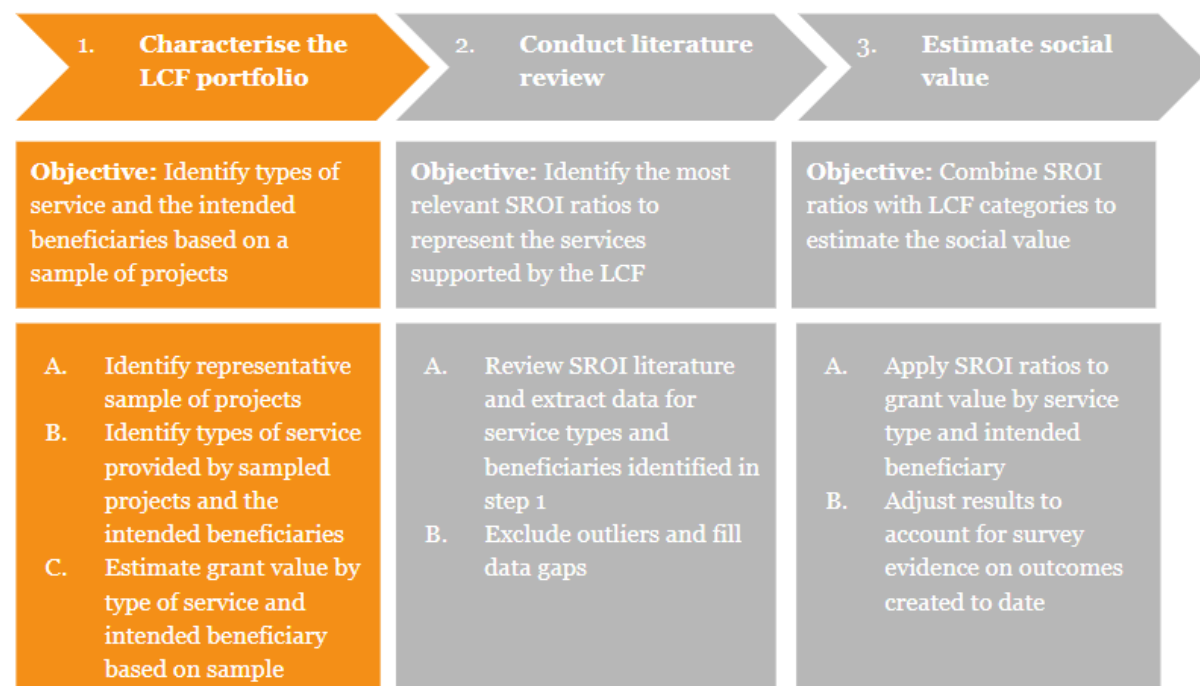 1. Characterise the
LCF portfolio
2. Conduct literature
review
3. Estimate social
value
Objective: Identify types of
service and the intended
beneficiaries based on a
sample of projects
Objective: Identify the most
relevant SROI ratios to
represent the services
supported by the LCF
Objective: Combine SROI
ratios with LCF categories to
estimate the social value
A. Identify representative
sample of projects
B. Identify types of service
provided by sampled
projects and the
intended beneficiaries
C. Estimate grant value by
type of service and
intended beneficiary
based on sample
A. Review SROI literature
and extract data for
service types and
beneficiaries identified in
step 1
B. Exclude outliers and fill
data gaps
A. Apply SROI ratios to
grant value by service
type and intended
beneficiary
B. Adjust results to
account for survey
evidence on outcomes
created to date